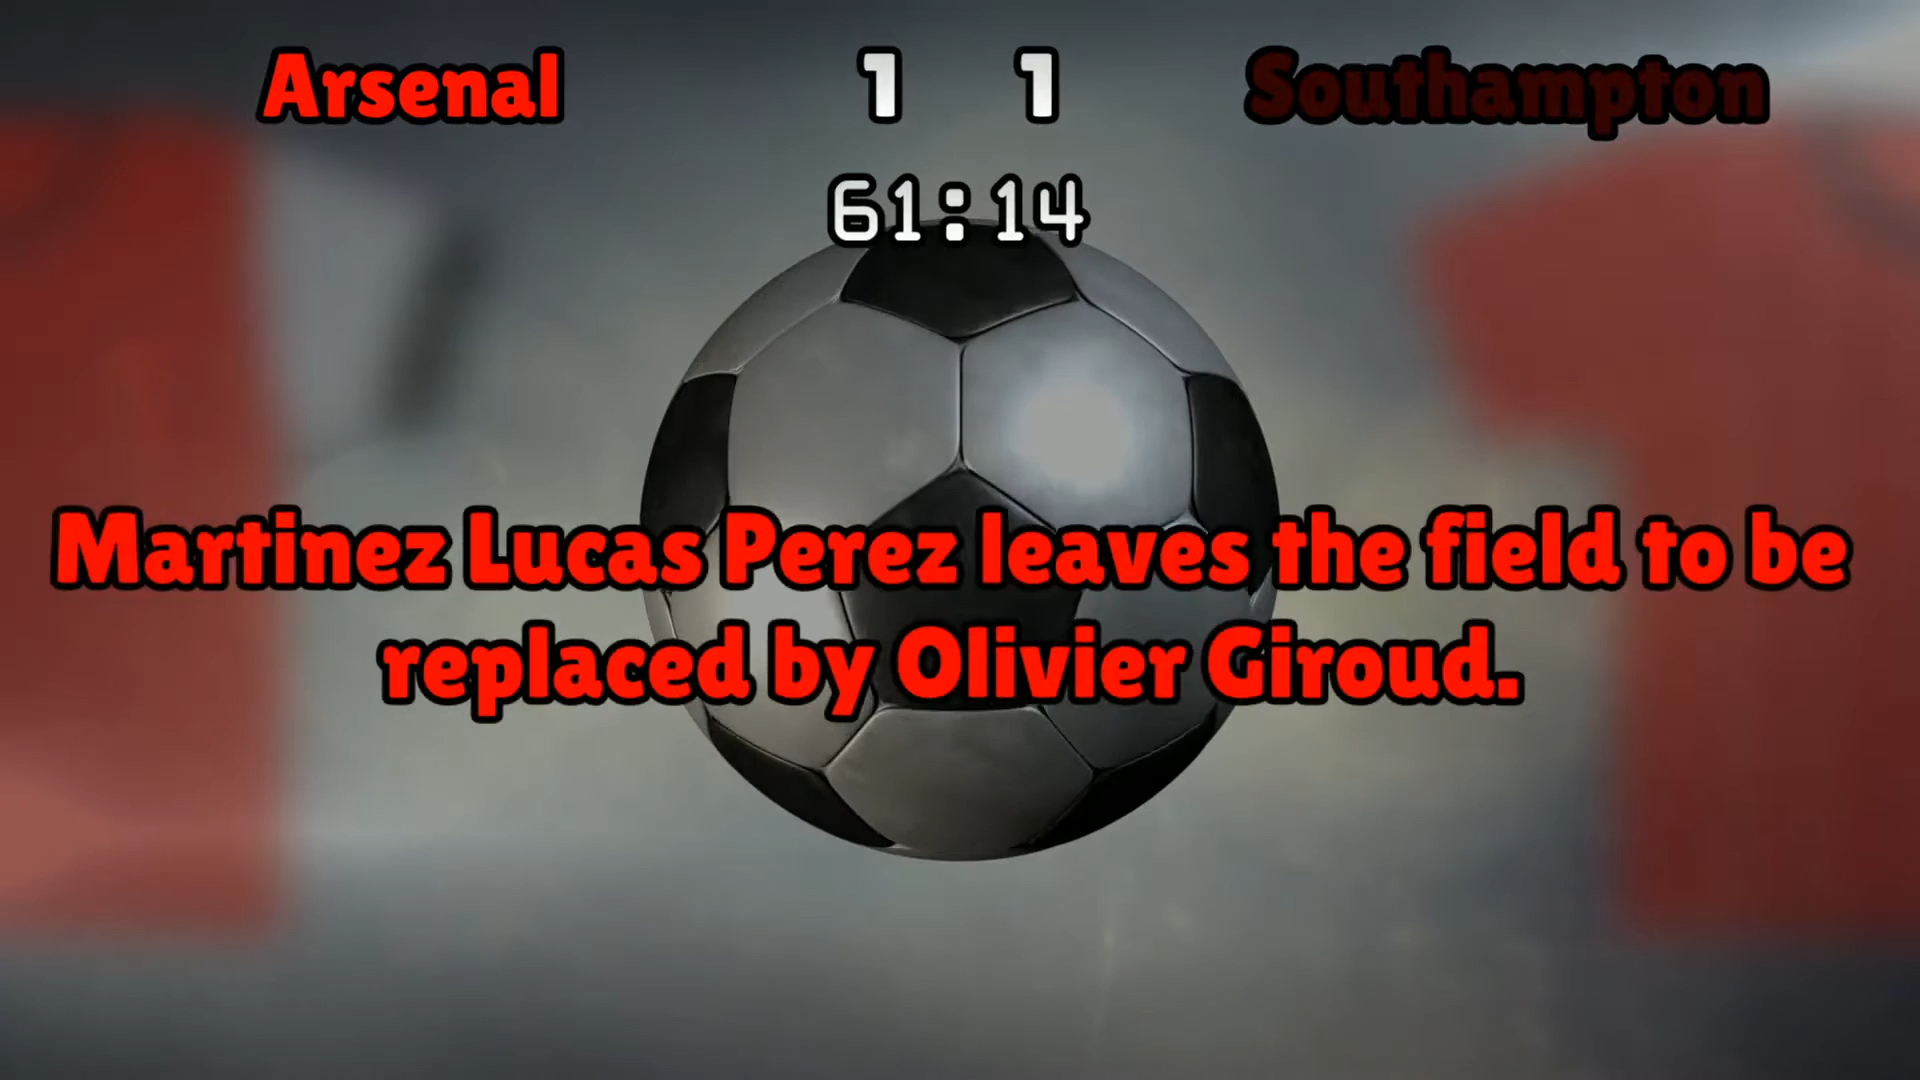 Arsenal 1 1 Southampton
61:14
Martinez Lucas Perez leaves the field to be
replaced by Olivier Giroud.